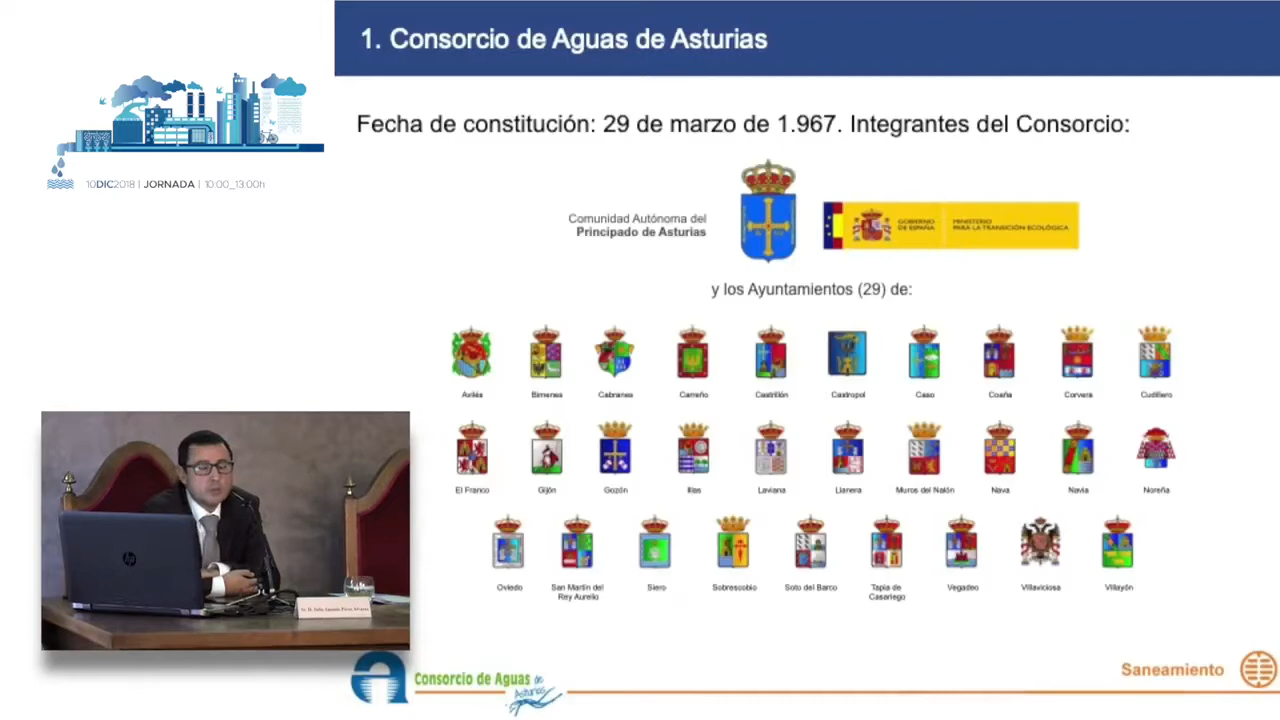 1. Consorcio de Aguas de Asturias
10DIC2018 | JORNADA | 10:00_13:00h
Fecha de constitución: 29 de marzo de 1.967. Integrantes del Consorcio:
Comunidad Autónoma del
Principado de Asturias
GOBIERNO
DE ESPAÑA
MINISTERIO
PARA LA TRANSICIÓN ECOLÓGICA
y los Ayuntamientos (29) de:
Avilés Bimenes Cabranes Carreño Castrillón Castropol Caso Coaña Corvera Cudillero
El Franco Gijón Gozón Illas Laviana Llanera Muros del Nalón Nava Navia Noreña
Oviedo San Martín del Rey Aurelio Siero Sobrescobio Soto del Barco Tapia de Casariego Vegadeo Villaviciosa Villayón
hp
Consorcio de Aguas de
Asturias
Saneamiento